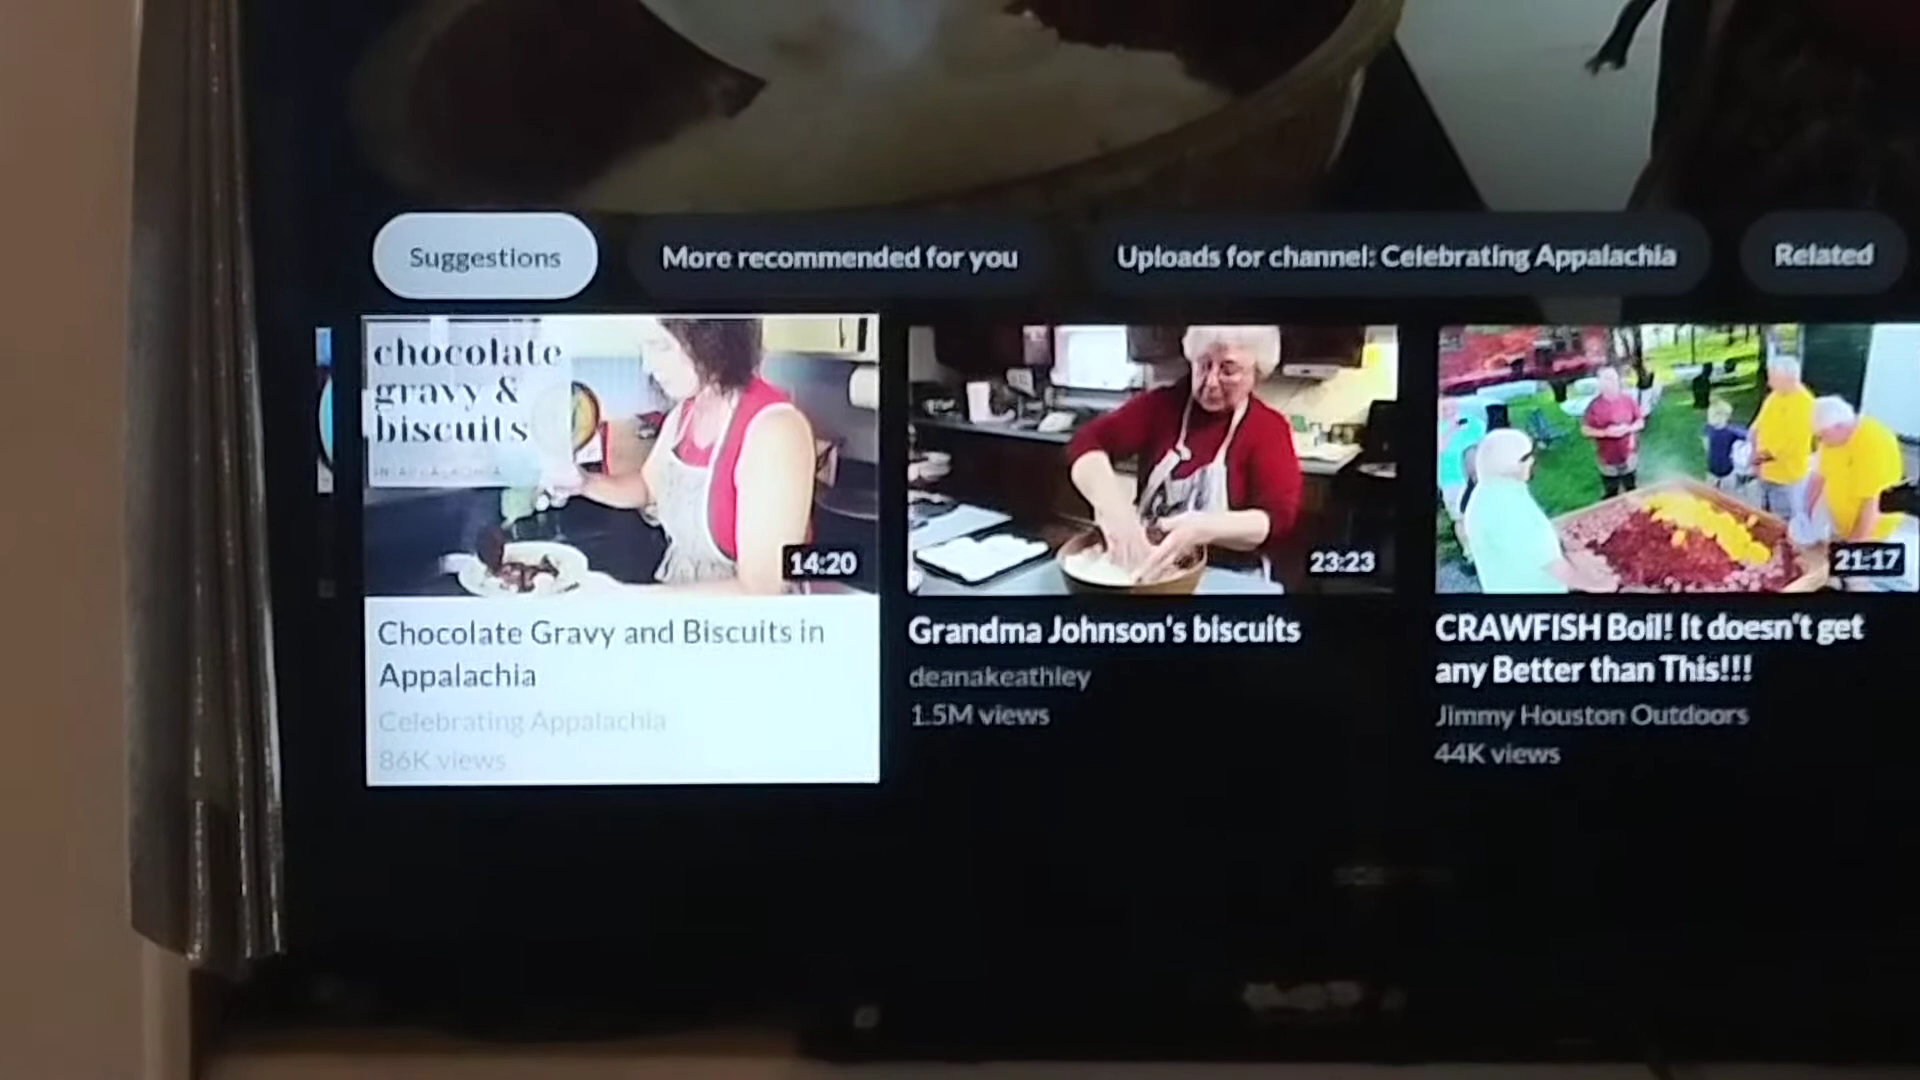 Suggestions
More recommended for you
Uploads for channel: Celebrating Appalachia
Related
chocolate
gravy &
biscuits
IN APPALACHIA
14:20
23:23
21:17
Chocolate Gravy and Biscuits in
Appalachia
Celebrating Appalachia
86K views
Grandma Johnson's biscuits
deanakeathley
1.5M views
CRAWFISH Boil! It doesn't get
any Better than This!!!
Jimmy Houston Outdoors
44K views